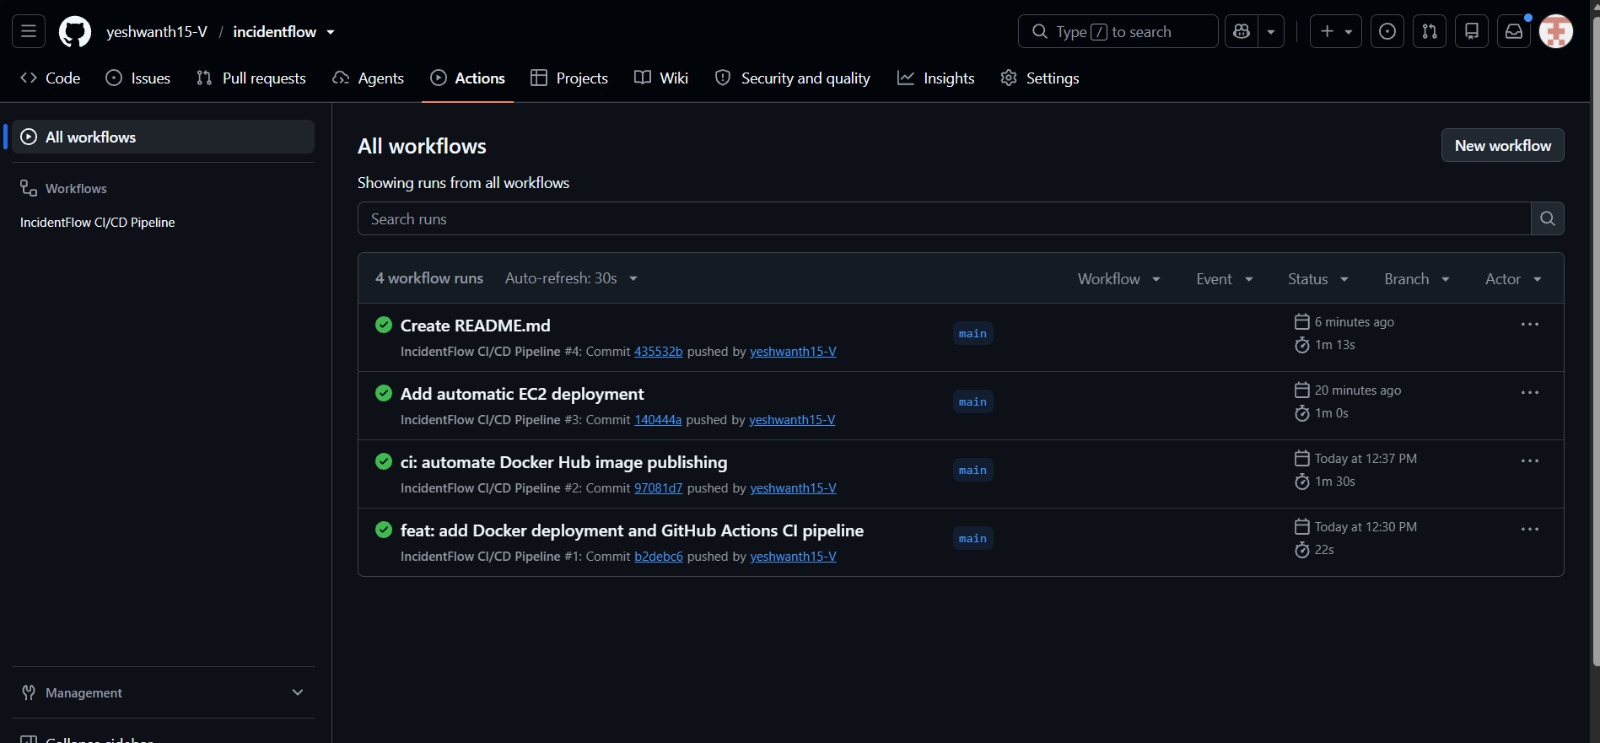 yeshwanth15-V / incidentflow
Type / to search
Code Issues Pull requests Agents Actions Projects Wiki Security and quality Insights Settings
All workflows
Workflows
IncidentFlow CI/CD Pipeline
Management
Collapse sidebar
All workflows
New workflow
Showing runs from all workflows
Search runs
4 workflow runs Auto-refresh: 30s Workflow Event Status Branch Actor
Create README.md
main
6 minutes ago
IncidentFlow CI/CD Pipeline #4: Commit 435532b pushed by yeshwanth15-V
1m 13s
Add automatic EC2 deployment
main
20 minutes ago
IncidentFlow CI/CD Pipeline #3: Commit 140444a pushed by yeshwanth15-V
1m 0s
ci: automate Docker Hub image publishing
main
Today at 12:37 PM
IncidentFlow CI/CD Pipeline #2: Commit 97081d7 pushed by yeshwanth15-V
1m 30s
feat: add Docker deployment and GitHub Actions CI pipeline
main
Today at 12:30 PM
IncidentFlow CI/CD Pipeline #1: Commit b2debc6 pushed by yeshwanth15-V
22s